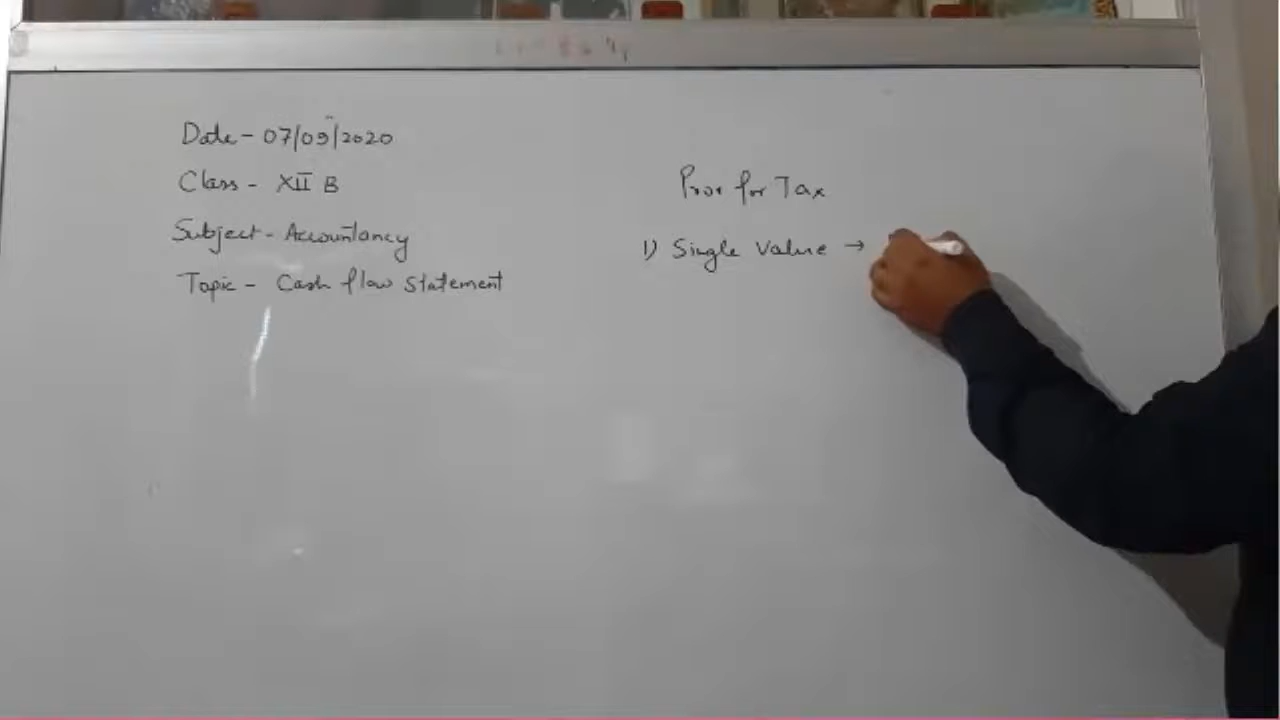 Date - 07/09/2020
Class - XII B
Subject - Accountancy
Topic - Cash flow statement
Prov for Tax
1) Single Value →